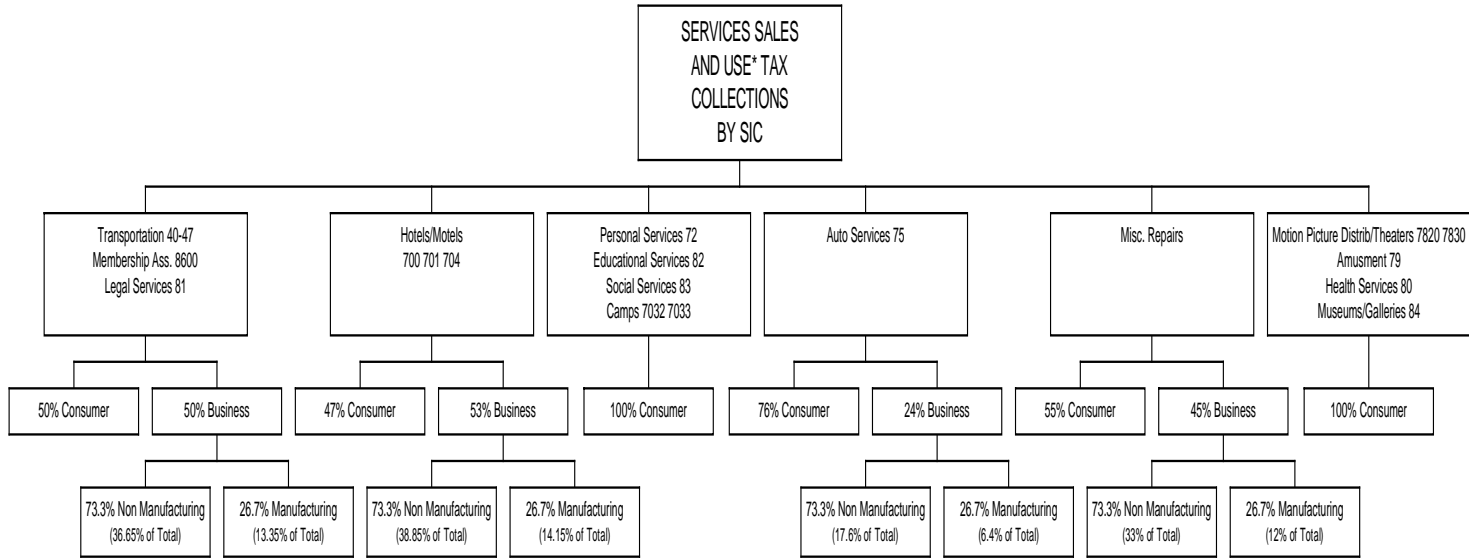 SERVICES SALES
AND USE* TAX
COLLECTIONS
BY SIC
Transportation 40-47
Membership Ass. 8600
Legal Services 81
Hotels/Motels
700 701 704
Personal Services 72
Educational Services 82
Social Services 83
Camps 7032 7033
Auto Services 75
Misc. Repairs
Motion Picture Distrib/Theaters 7820 7830
Amusment 79
Health Services 80
Museums/Galleries 84
50% Consumer
50% Business
47% Consumer
53% Business
100% Consumer
76% Consumer
24% Business
55% Consumer
45% Business
100% Consumer
73.3% Non Manufacturing
(36.65% of Total)
26.7% Manufacturing
(13.35% of Total)
73.3% Non Manufacturing
(38.85% of Total)
26.7% Manufacturing
(14.15% of Total)
73.3% Non Manufacturing
(17.6% of Total)
26.7% Manufacturing
(6.4% of Total)
73.3% Non Manufacturing
(33% of Total)
26.7% Manufacturing
(12% of Total)